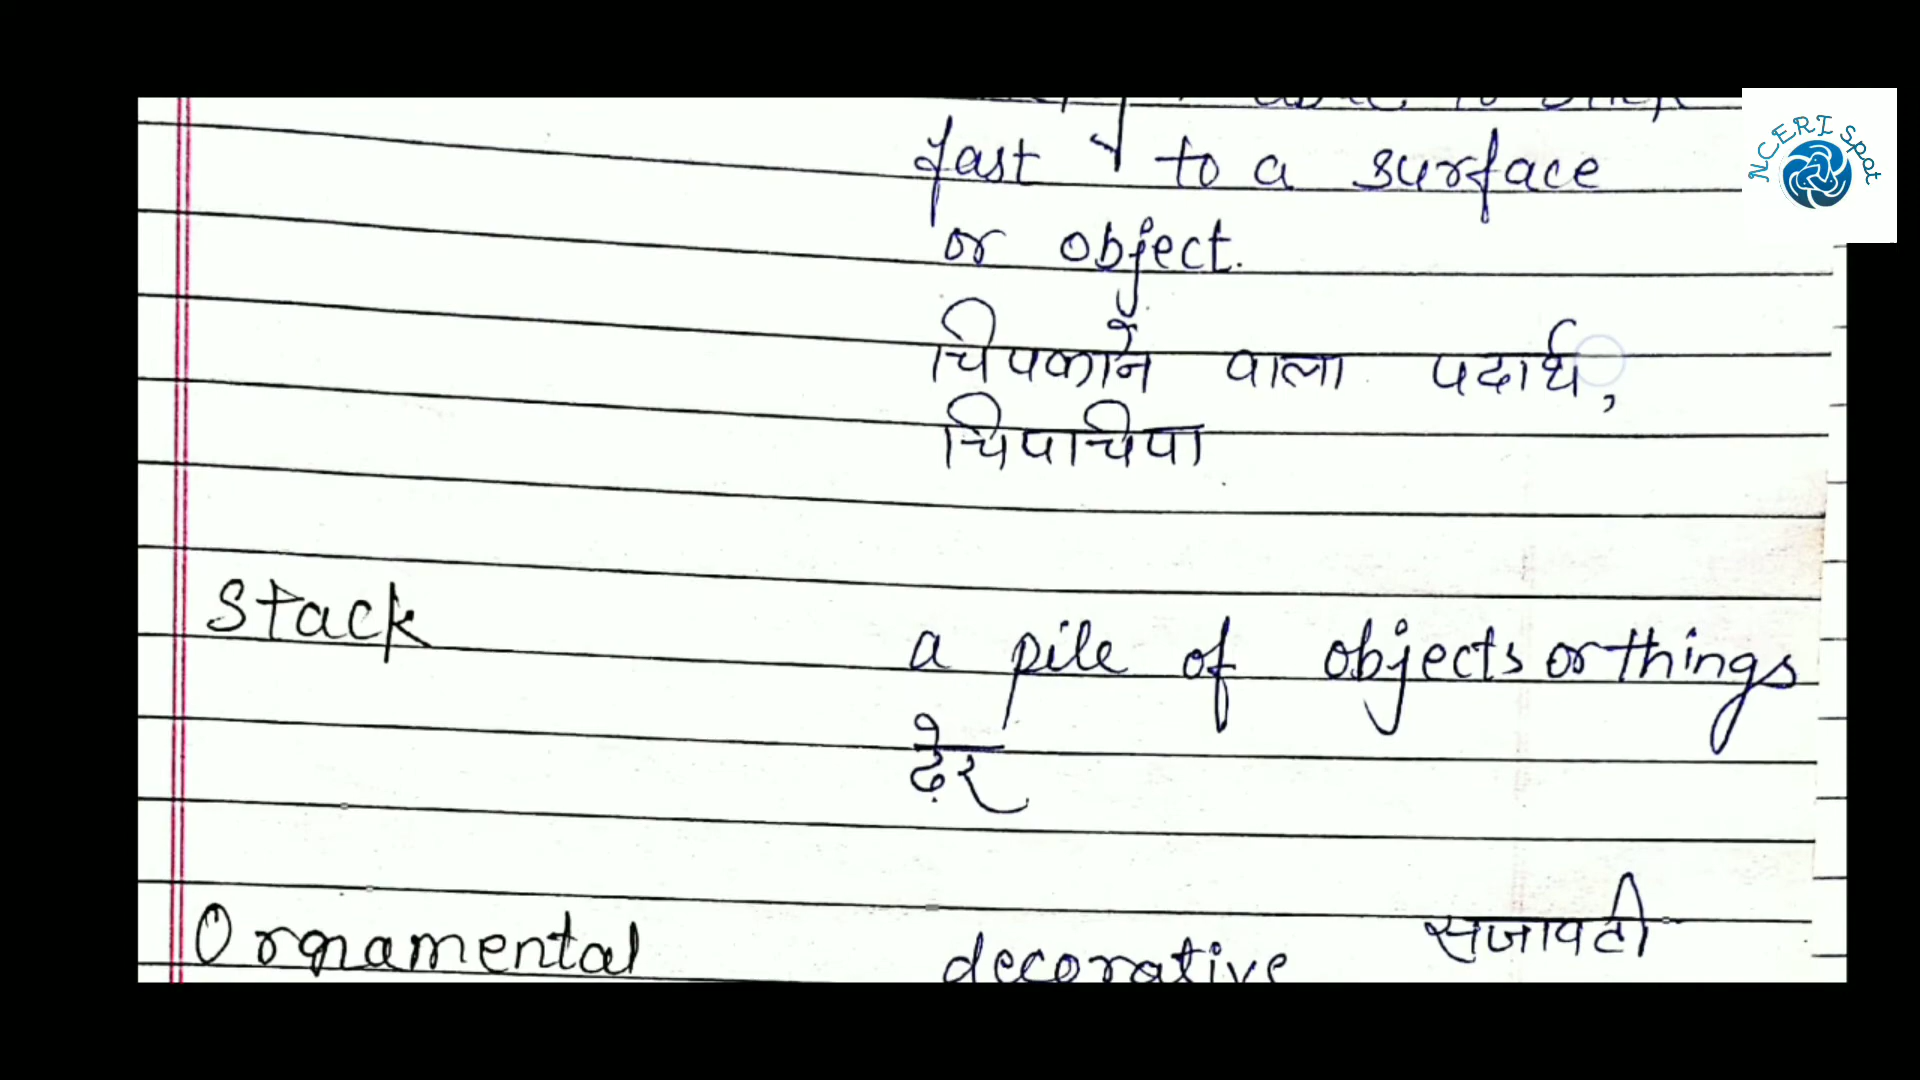 fast to a surface
or object.
चिपकाने वाला पदार्थ,
चिपाचिपा
Stack a pile of objects or things
ढ़ेर
Ornamental decorative सजावटी
NCERT Spot